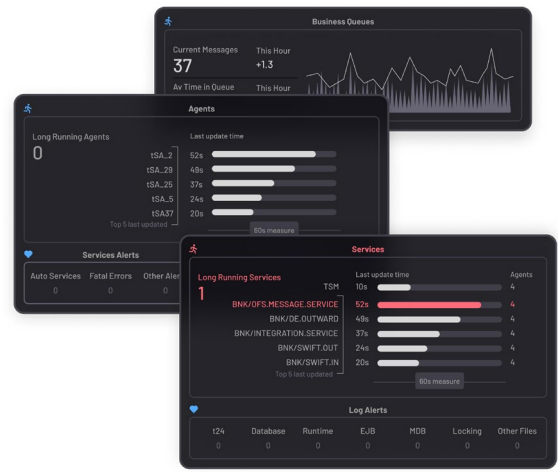 Business Queues
Current Messages This Hour
37 +1.3
Av Time in Queue This Hour
Agents
Long Running Agents Last update time
0
tSA_2 52s
tSA_29 49s
tSA_25 37s
tSA_5 24s
tSA37 20s
Top 5 last updated
60s measure
Services Alerts
Auto Services Fatal Errors Other Aler
0 0 0
Services
Long Running Services Last update time Agents
1 TSM 10s 4
BNK/OFS.MESSAGE.SERVICE 52s 4
BNK/DE.OUTWARD 49s 4
BNK/INTEGRATION.SERVICE 37s 4
BNK/SWIFT.OUT 24s 4
BNK/SWIFT.IN 20s 4
Top 5 last updated
60s measure
Log Alerts
t24 Database Runtime EJB MDB Locking Other Files
0 0 0 0 0 0 0